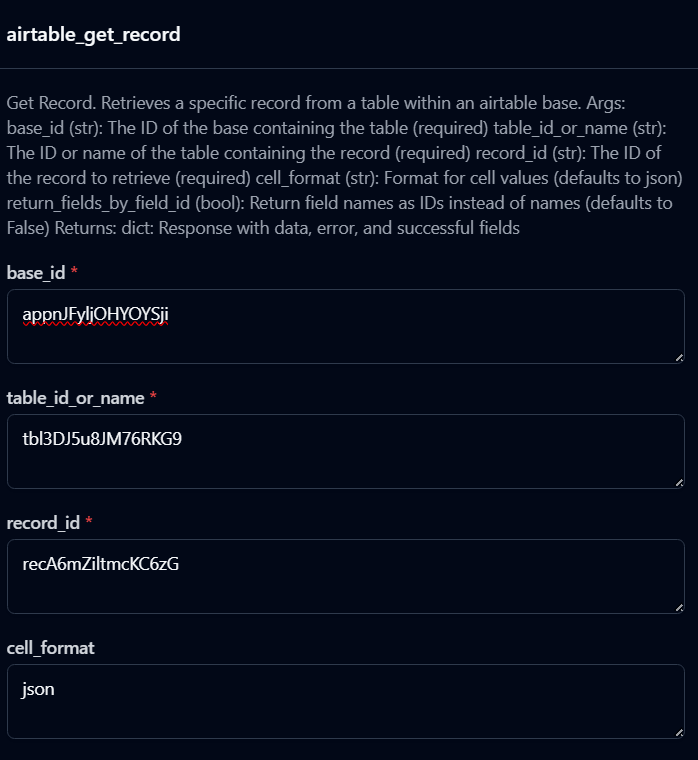 airtable_get_record
Get Record. Retrieves a specific record from a table within an airtable base. Args:
base_id (str): The ID of the base containing the table (required) table_id_or_name (str):
The ID or name of the table containing the record (required) record_id (str): The ID of
the record to retrieve (required) cell_format (str): Format for cell values (defaults to json)
return_fields_by_field_id (bool): Return field names as IDs instead of names (defaults to
False) Returns: dict: Response with data, error, and successful fields
base_id *
appnJFyljOHYOYSji
table_id_or_name *
tbl3DJ5u8JM76RKG9
record_id *
recA6mZiltmcKC6zG
cell_format
json